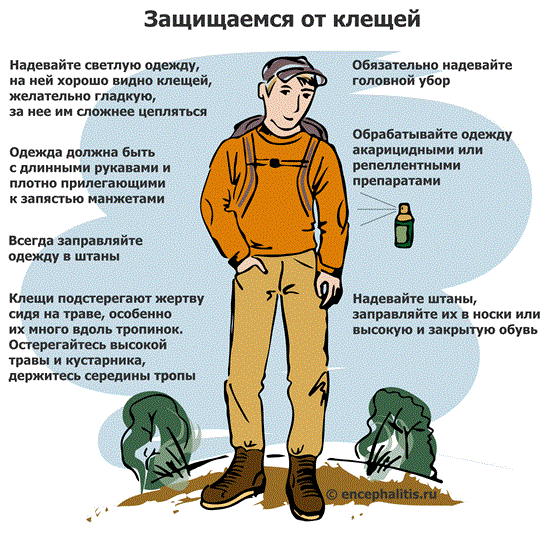 Защищаемся от клещей
Надевайте светлую одежду,
на ней хорошо видно клещей,
желательно гладкую,
за нее им сложнее цепляться
Одежда должна быть
с длинными рукавами и
плотно прилегающими
к запястью манжетами
Всегда заправляйте
одежду в штаны
Клещи подстерегают жертву
сидя на траве, особенно
их много вдоль тропинок.
Остерегайтесь высокой
травы и кустарника,
держитесь середины тропы
Обязательно надевайте
головной убор
Обрабатывайте одежду
акарицидными или
репеллентными
препаратами
Надевайте штаны,
заправляйте их в носки или
высокую и закрытую обувь
© encephalitis.ru